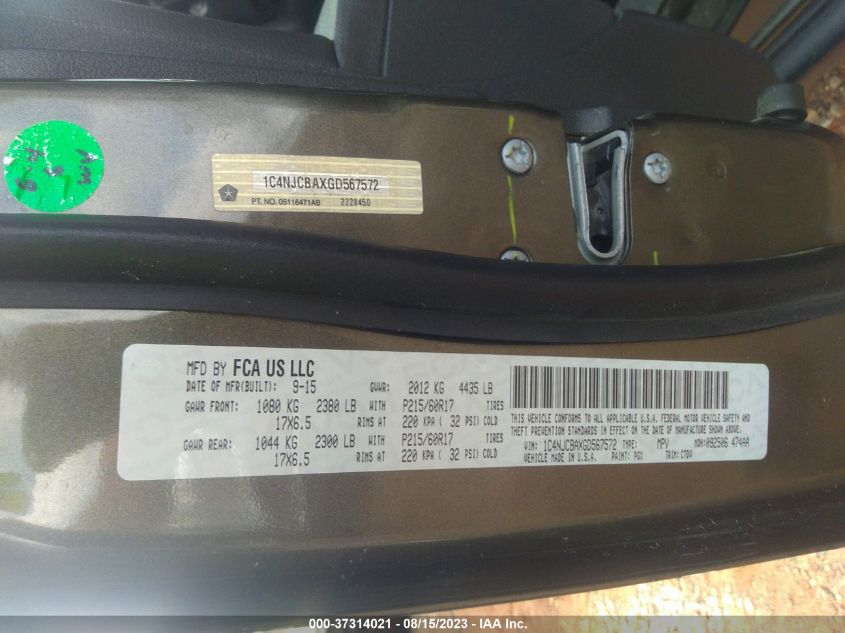 1C4NJCBAXGD567572
PT. NO. 05116471AB 2228450
MFD BY FCA US LLC
DATE OF MFR(BUILT): 9-15 GVWR: 2012 KG 4435 LB
GAWR FRONT: 1080 KG 2380 LB WITH P215/60R17 TIRES
17X6.5 RIMS AT 220 KPA ( 32 PSI) COLD
GAWR REAR: 1044 KG 2300 LB WITH P215/60R17 TIRES
17X6.5 RIMS AT 220 KPA ( 32 PSI) COLD
THIS VEHICLE CONFORMS TO ALL APPLICABLE U.S.A. FEDERAL MOTOR VEHICLE SAFETY AND
THEFT PREVENTION STANDARDS IN EFFECT ON THE DATE OF MANUFACTURE SHOWN ABOVE.
VIN: 1C4NJCBAXGD567572 TYPE: MPV MDH: 092506 474AA
VEHICLE MADE IN U.S.A. PAINT: PGX TRIM: CTDV
000-37314021 - 08/15/2023 - IAA Inc.